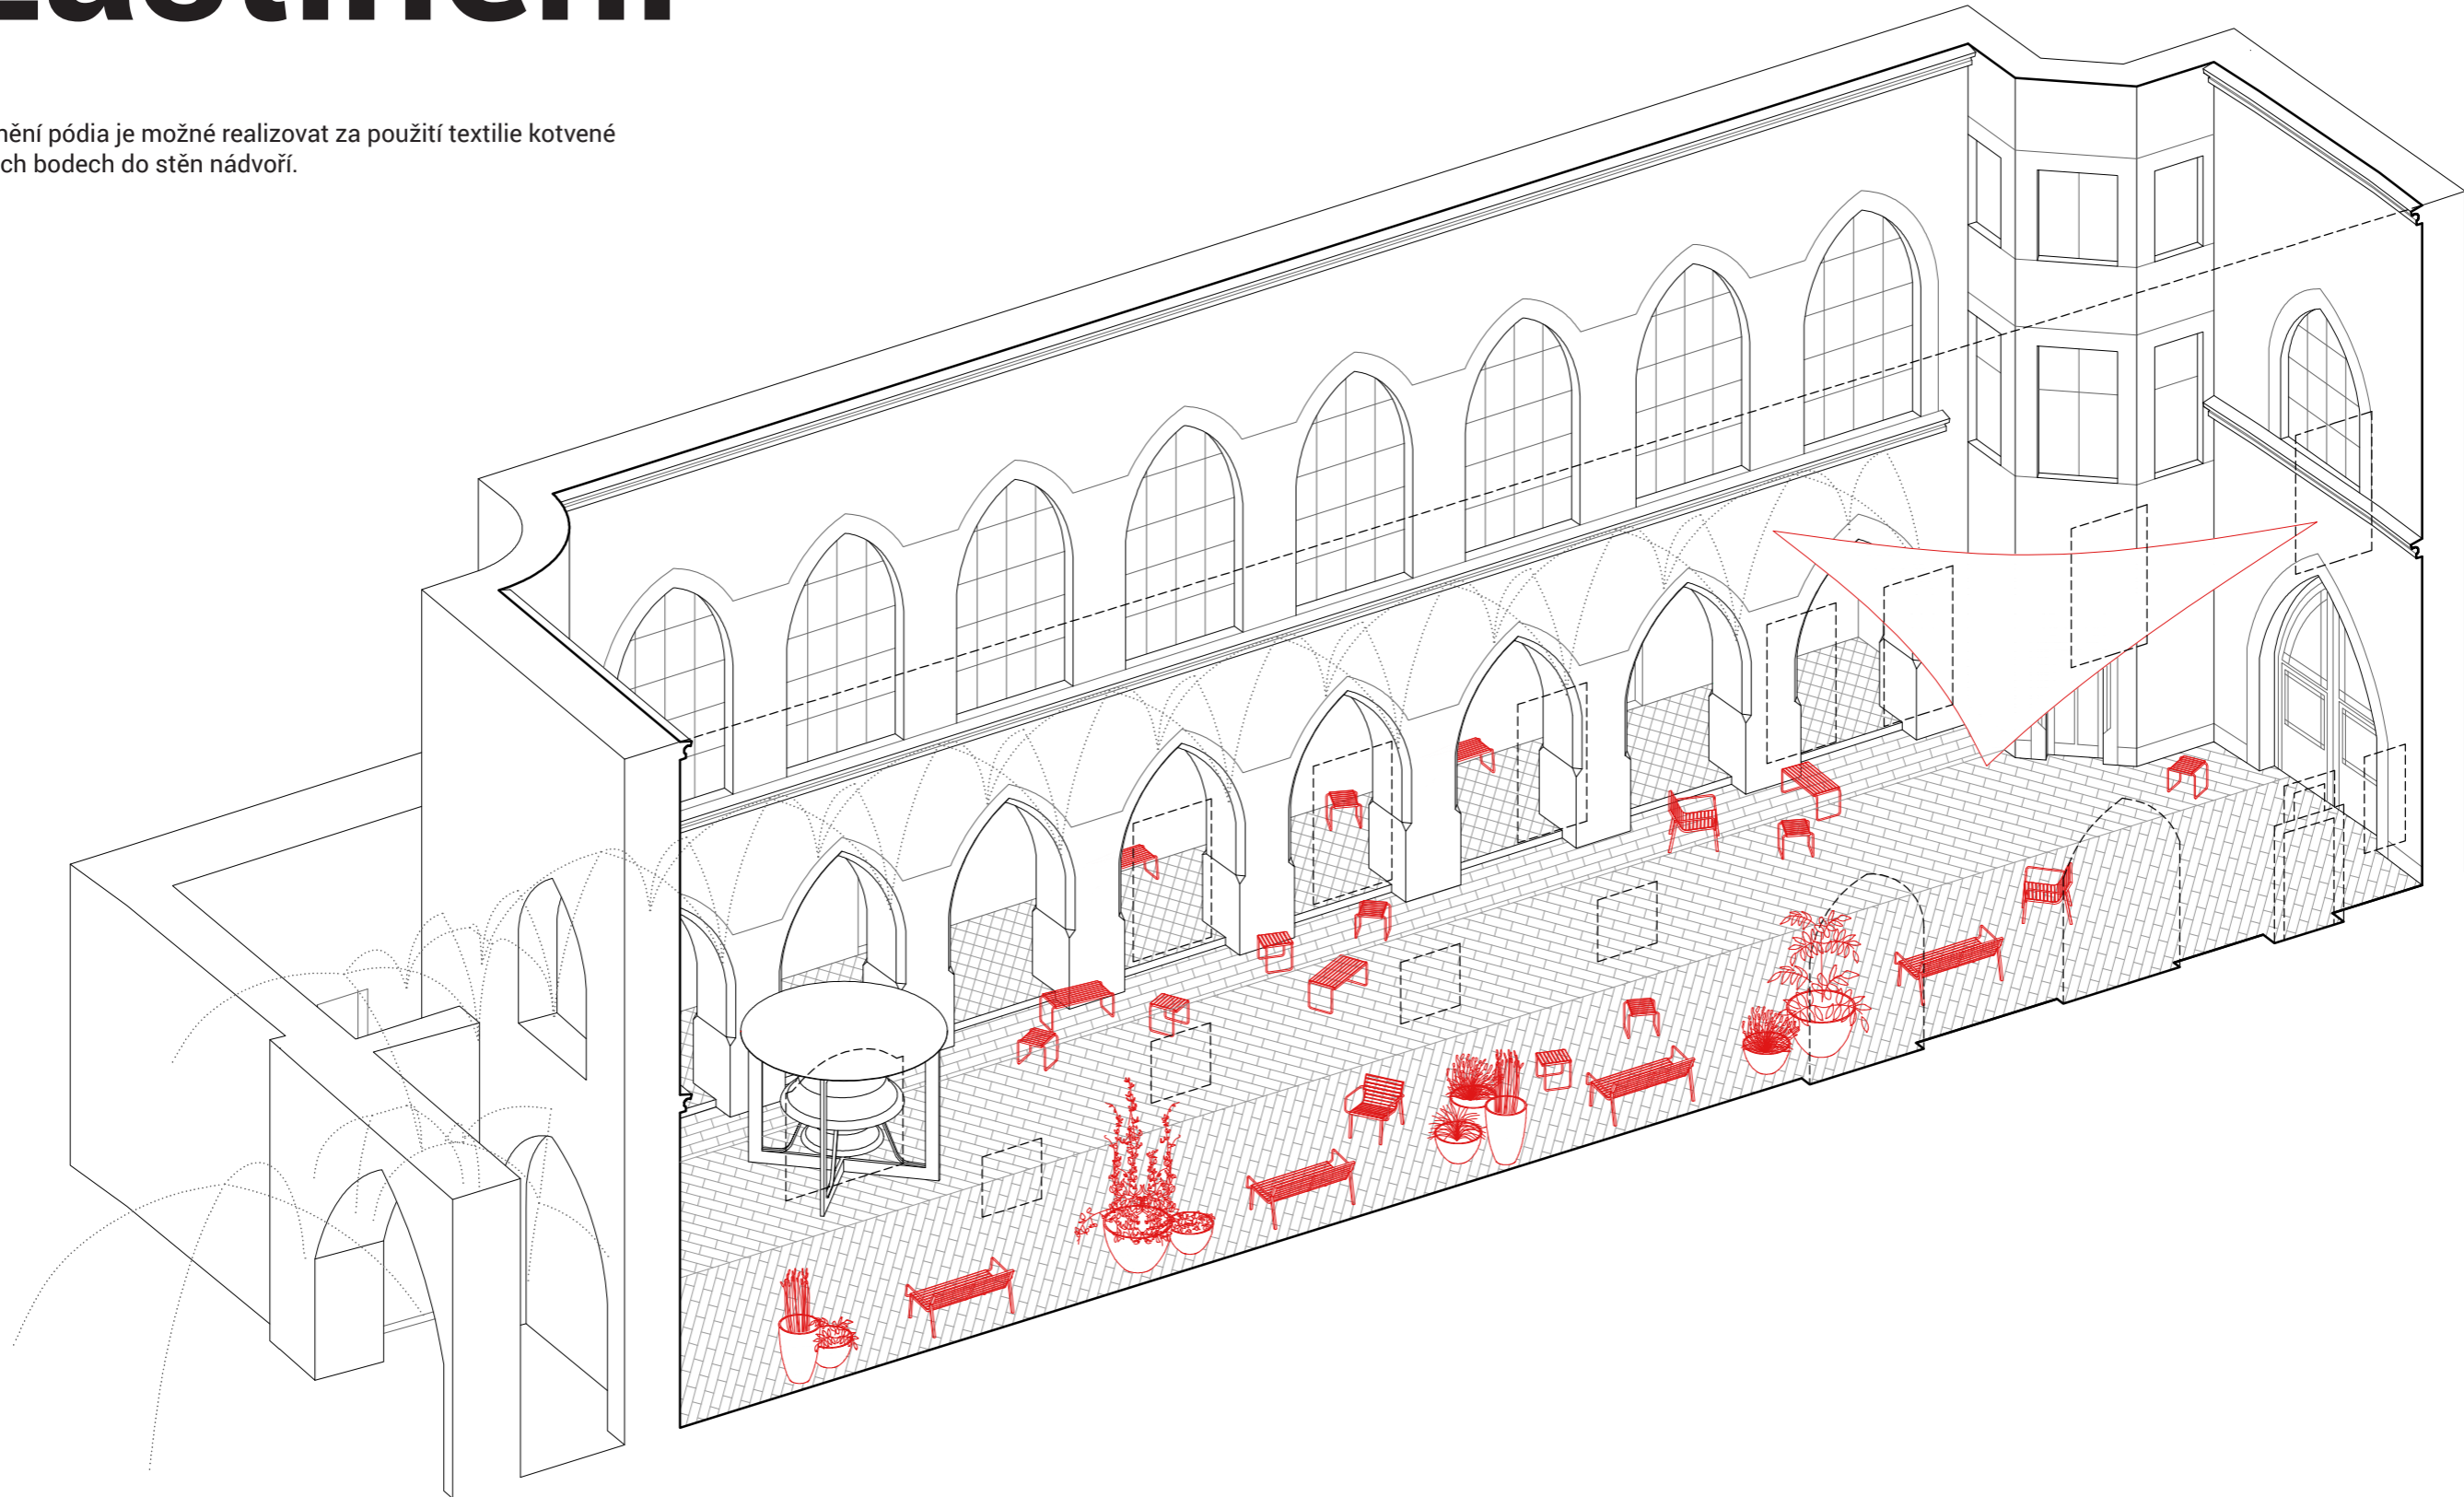 nění pódia je možné realizovat za použití textilie kotvené
ch bodech do stěn nádvoří.